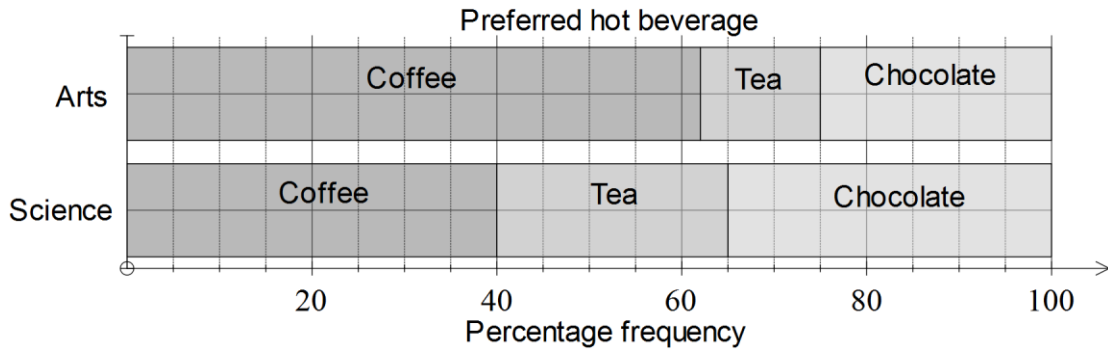 Preferred hot beverage
Arts
Coffee
Tea
Chocolate
Science
Coffee
Tea
Chocolate
20 40 60 80 100
Percentage frequency